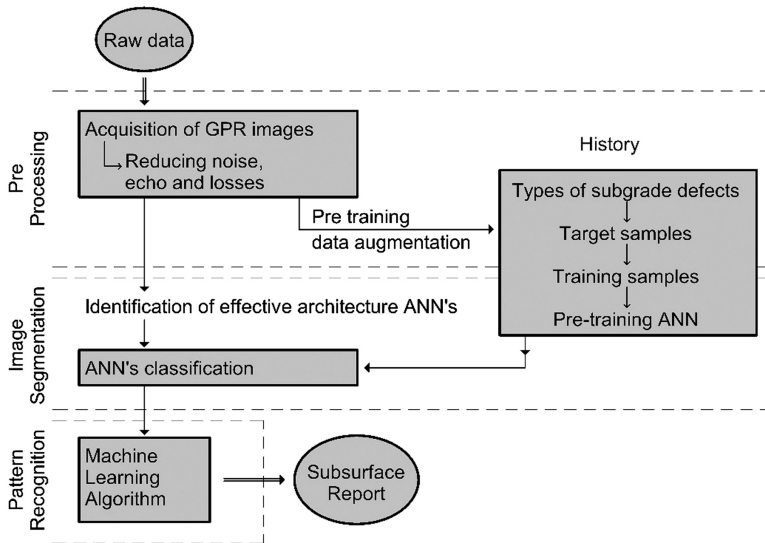 Raw data
Pre
Processing
Acquisition of GPR images
Reducing noise,
echo and losses
Pre training
data augmentation
History
Types of subgrade defects
Target samples
Training samples
Pre-training ANN
Image
Segmentation
Identification of effective architecture ANN's
ANN's classification
Pattern
Recognition
Machine
Learning
Algorithm
Subsurface
Report